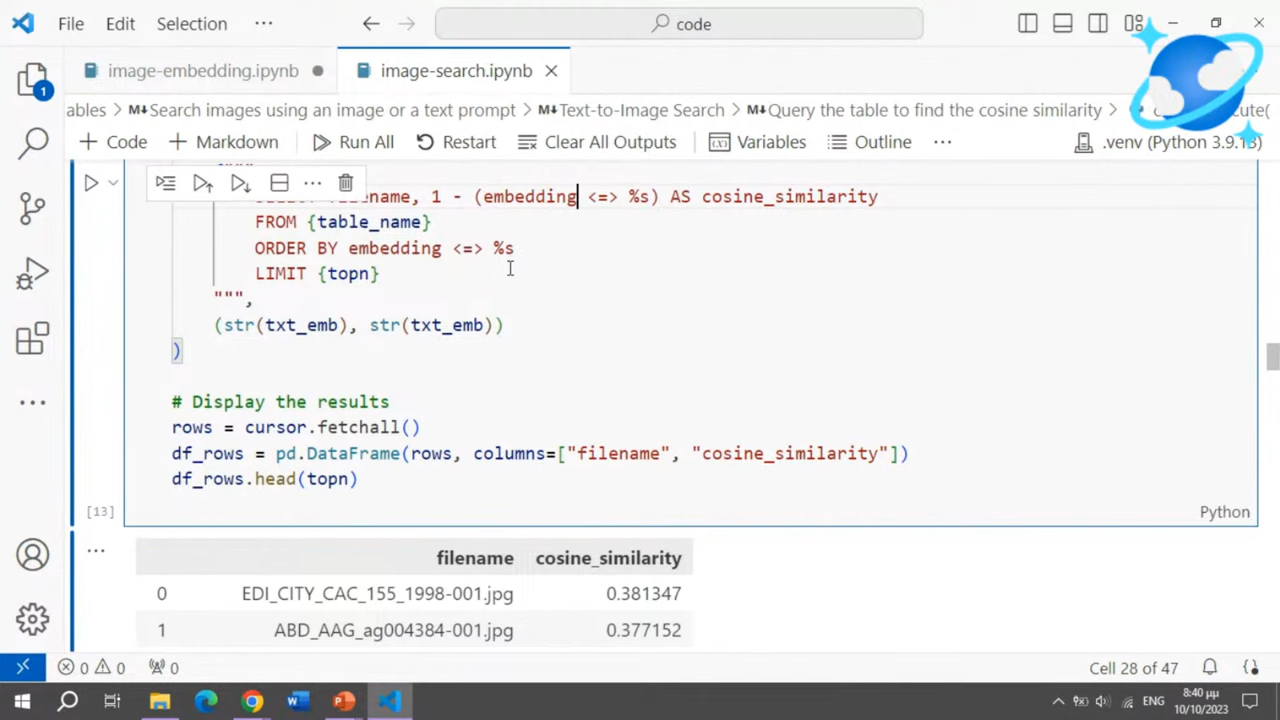 File Edit Selection ··· code
image-embedding.ipynb image-search.ipynb
ables > Search images using an image or a text prompt > Text-to-Image Search > Query the table to find the cosine similarity >
+ Code + Markdown Run All Restart Clear All Outputs Variables Outline ··· .venv (Python 3.9.13)
filename, 1 - (embedding <=> %s) AS cosine_similarity
FROM {table_name}
ORDER BY embedding <=> %s
LIMIT {topn}
""",
(str(txt_emb), str(txt_emb))
)
# Display the results
rows = cursor.fetchall()
df_rows = pd.DataFrame(rows, columns=["filename", "cosine_similarity"])
df_rows.head(topn)
[13] Python
filename cosine_similarity
0 EDI_CITY_CAC_155_1998-001.jpg 0.381347
1 ABD_AAG_ag004384-001.jpg 0.377152
0 0 0 Cell 28 of 47
ΕΝΗ 8:40 μμ
10/10/2023